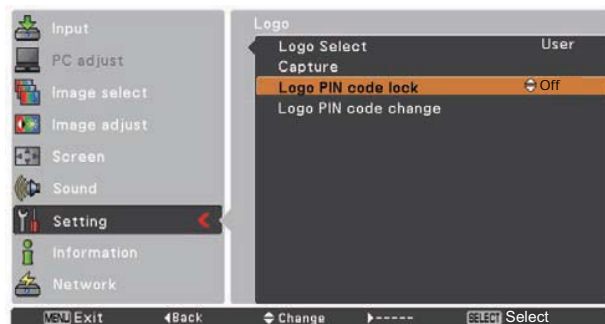 Input
PC adjust
Image select
Image adjust
Screen
Sound
Setting
Information
Network
Logo
Logo Select User
Capture
Logo PIN code lock Off
Logo PIN code change
MENU Exit Back Change ----- SELECT Select